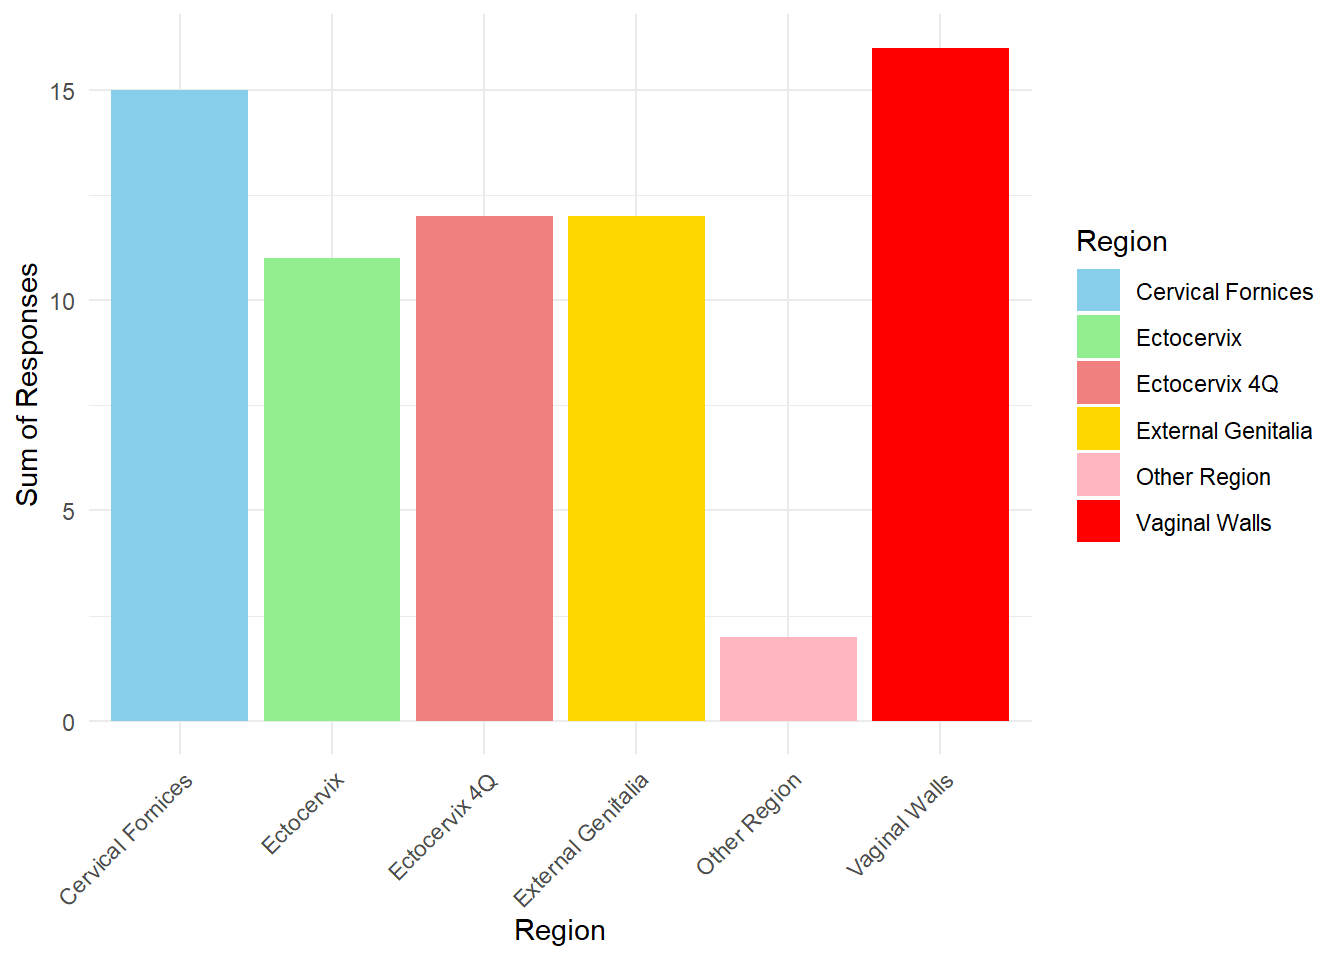 15
10
5
0
Sum of Responses
Cervical Fornices
Ectocervix
Ectocervix 4Q
External Genitalia
Other Region
Vaginal Walls
Region
Region
Cervical Fornices
Ectocervix
Ectocervix 4Q
External Genitalia
Other Region
Vaginal Walls